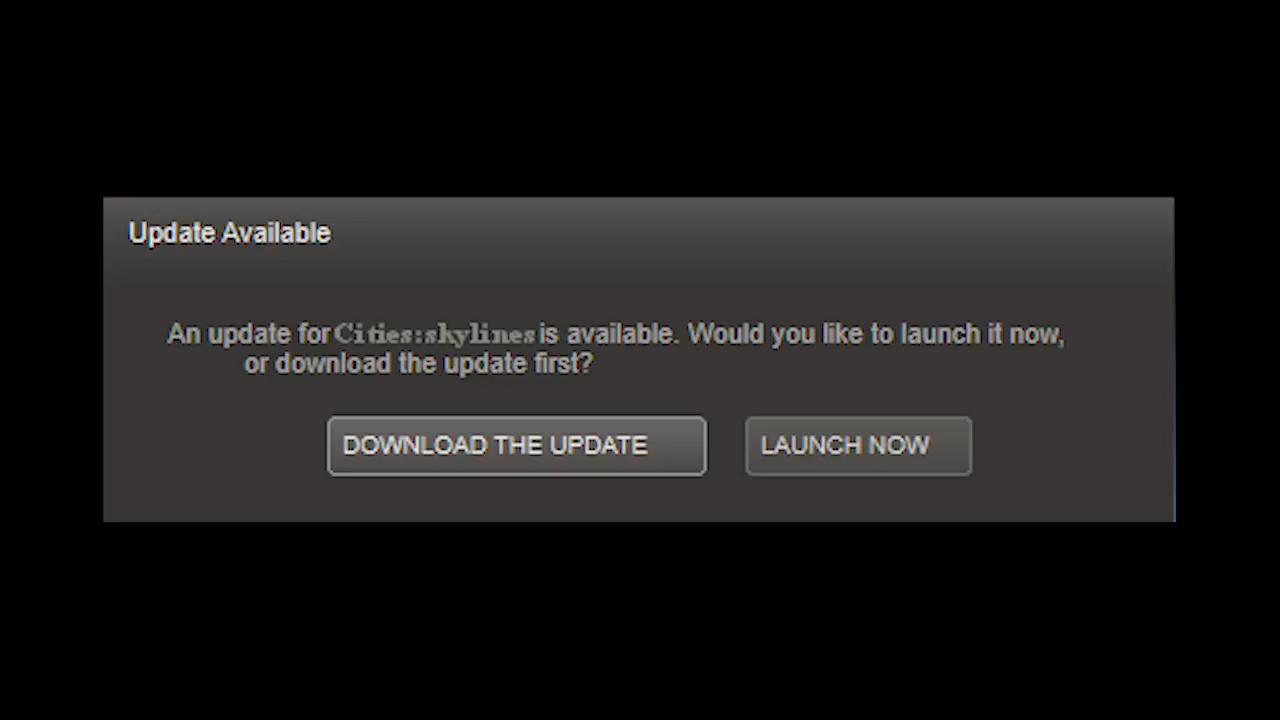 Update Available
An update for Cities:skylines is available. Would you like to launch it now,
or download the update first?
DOWNLOAD THE UPDATE LAUNCH NOW